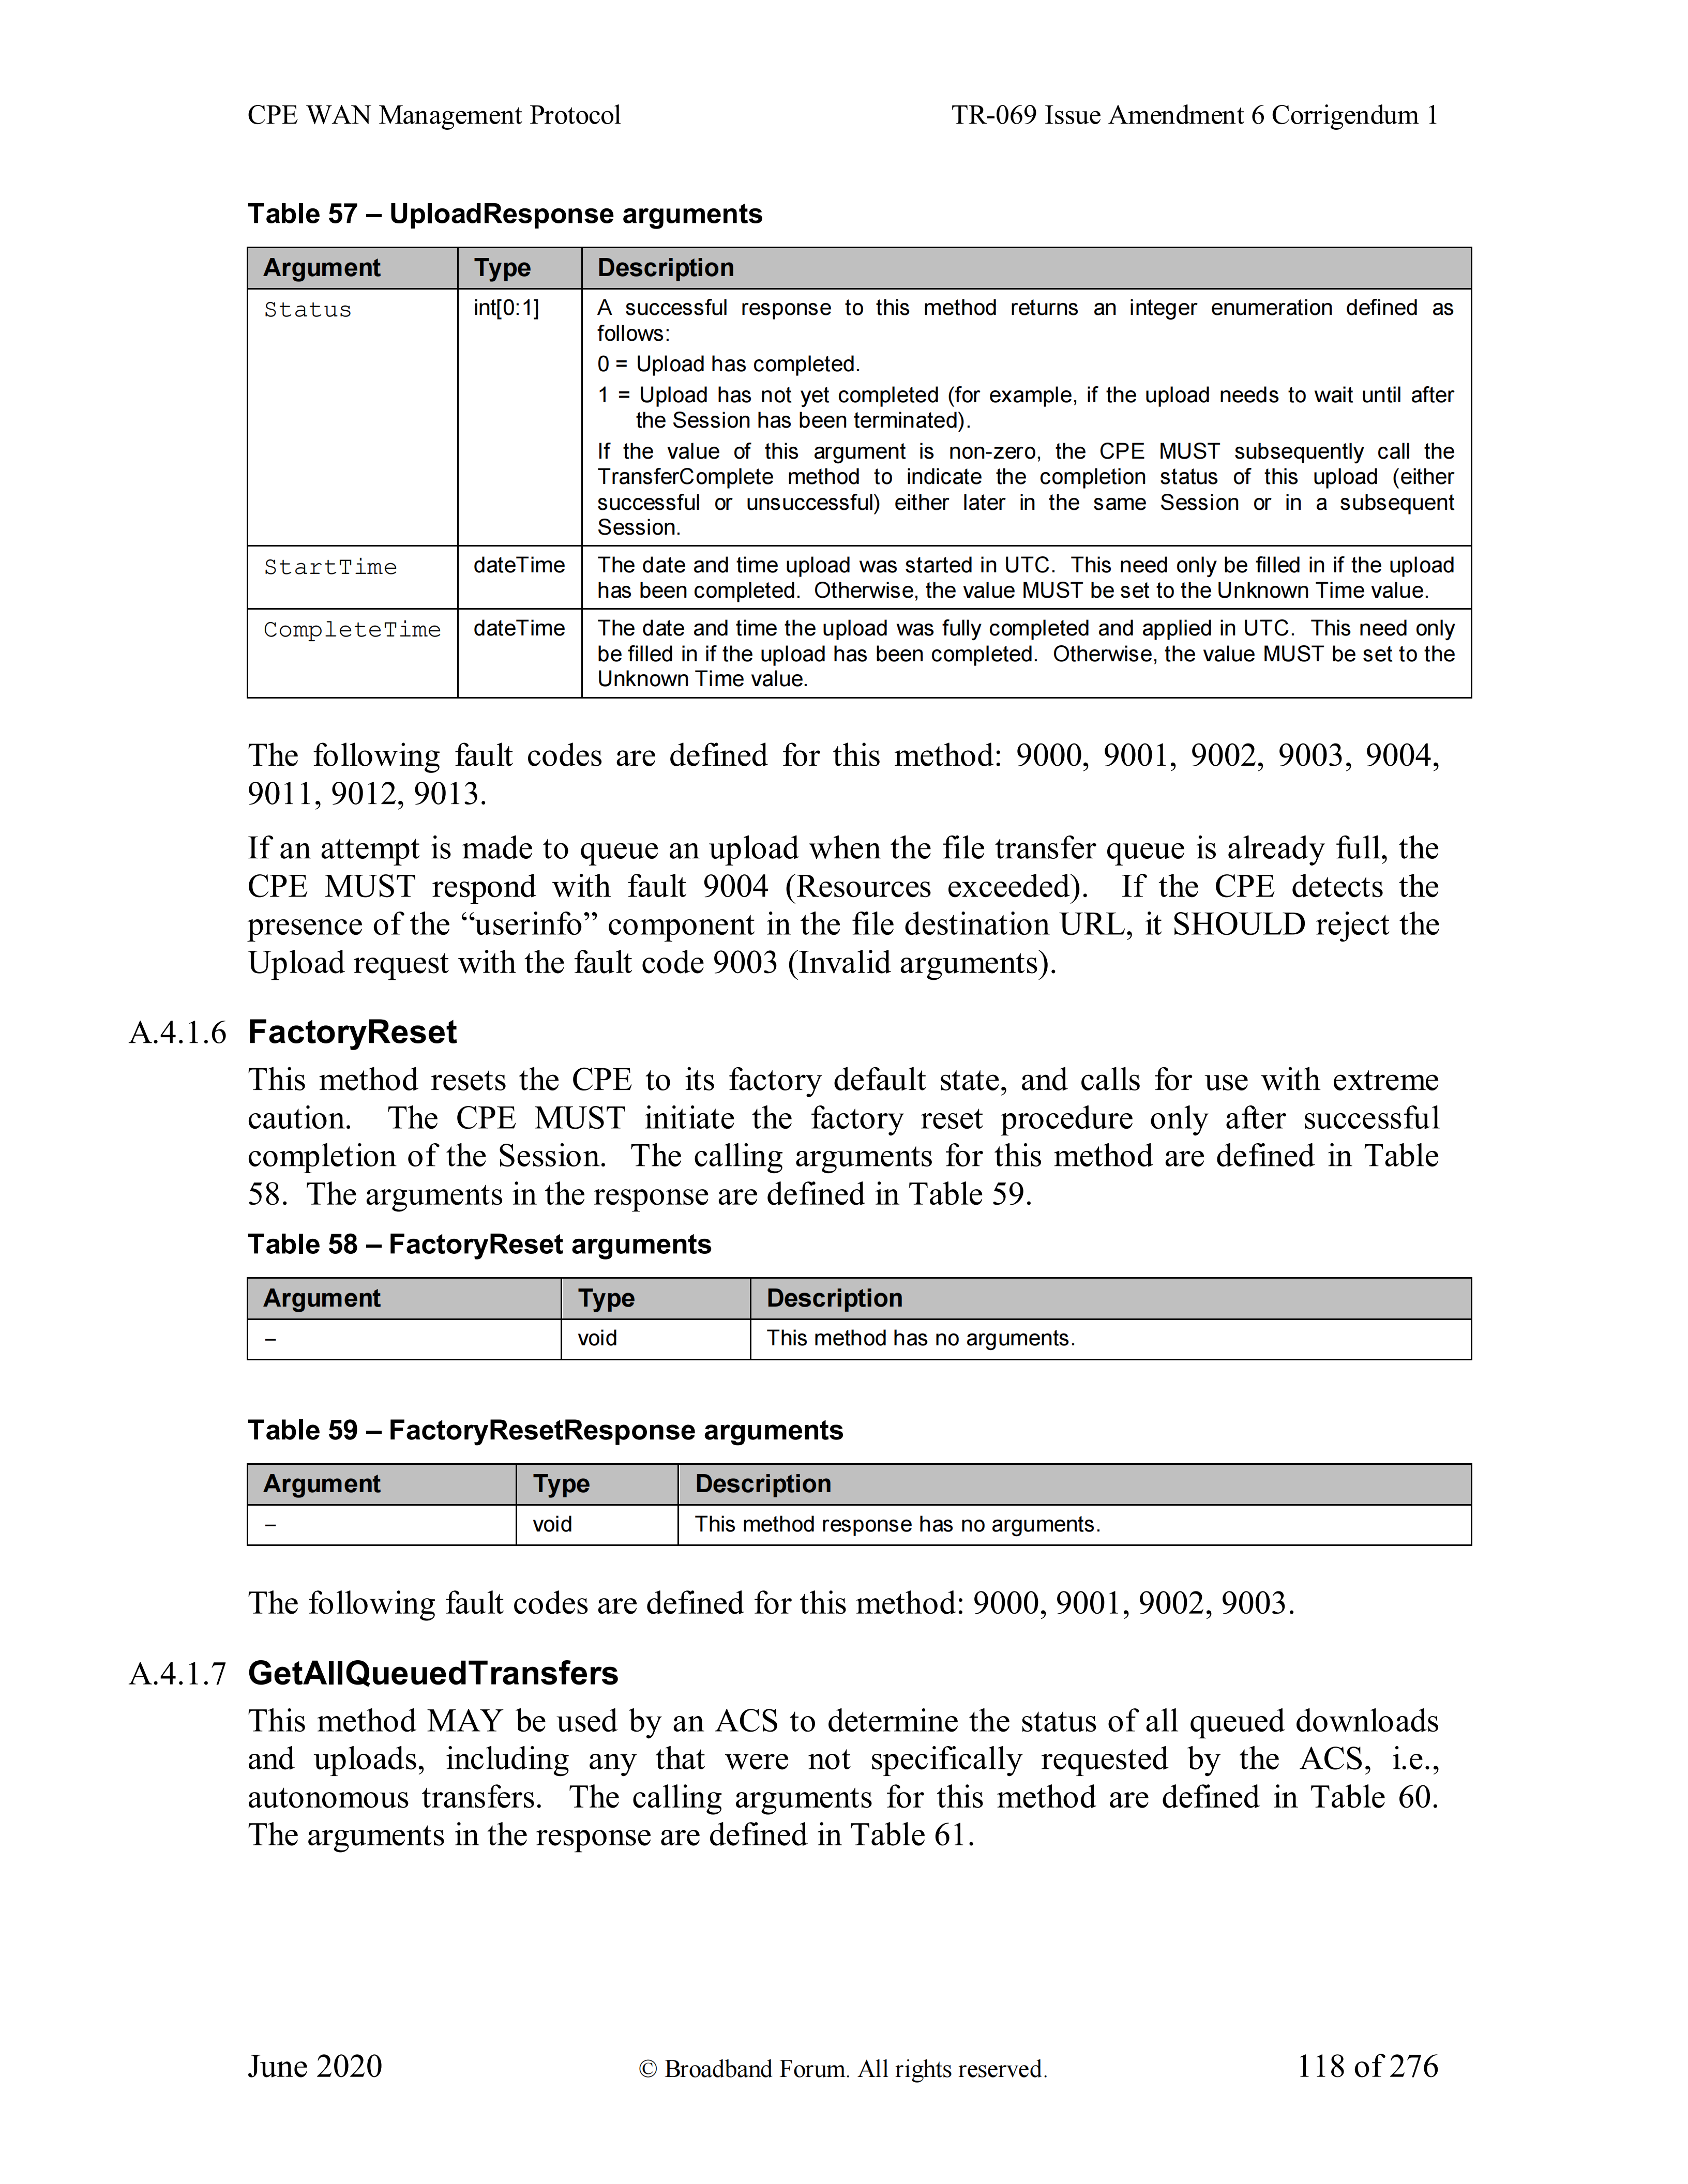 CPE WAN Management Protocol TR-069 Issue Amendment 6 Corrigendum 1
Table 57 – UploadResponse arguments
Argument Type Description
Status int[0:1] A successful response to this method returns an integer enumeration defined as
follows:
0 = Upload has completed.
1 = Upload has not yet completed (for example, if the upload needs to wait until after
the Session has been terminated).
If the value of this argument is non-zero, the CPE MUST subsequently call the
TransferComplete method to indicate the completion status of this upload (either
successful or unsuccessful) either later in the same Session or in a subsequent
Session.
StartTime dateTime The date and time upload was started in UTC. This need only be filled in if the upload
has been completed. Otherwise, the value MUST be set to the Unknown Time value.
CompleteTime dateTime The date and time the upload was fully completed and applied in UTC. This need only
be filled in if the upload has been completed. Otherwise, the value MUST be set to the
Unknown Time value.
The following fault codes are defined for this method: 9000, 9001, 9002, 9003, 9004,
9011, 9012, 9013.
If an attempt is made to queue an upload when the file transfer queue is already full, the
CPE MUST respond with fault 9004 (Resources exceeded). If the CPE detects the
presence of the “userinfo” component in the file destination URL, it SHOULD reject the
Upload request with the fault code 9003 (Invalid arguments).
A.4.1.6 FactoryReset
This method resets the CPE to its factory default state, and calls for use with extreme
caution. The CPE MUST initiate the factory reset procedure only after successful
completion of the Session. The calling arguments for this method are defined in Table
58. The arguments in the response are defined in Table 59.
Table 58 – FactoryReset arguments
Argument Type Description
– void This method has no arguments.
Table 59 – FactoryResetResponse arguments
Argument Type Description
– void This method response has no arguments.
The following fault codes are defined for this method: 9000, 9001, 9002, 9003.
A.4.1.7 GetAllQueuedTransfers
This method MAY be used by an ACS to determine the status of all queued downloads
and uploads, including any that were not specifically requested by the ACS, i.e.,
autonomous transfers. The calling arguments for this method are defined in Table 60.
The arguments in the response are defined in Table 61.
June 2020 © Broadband Forum. All rights reserved. 118 of 276